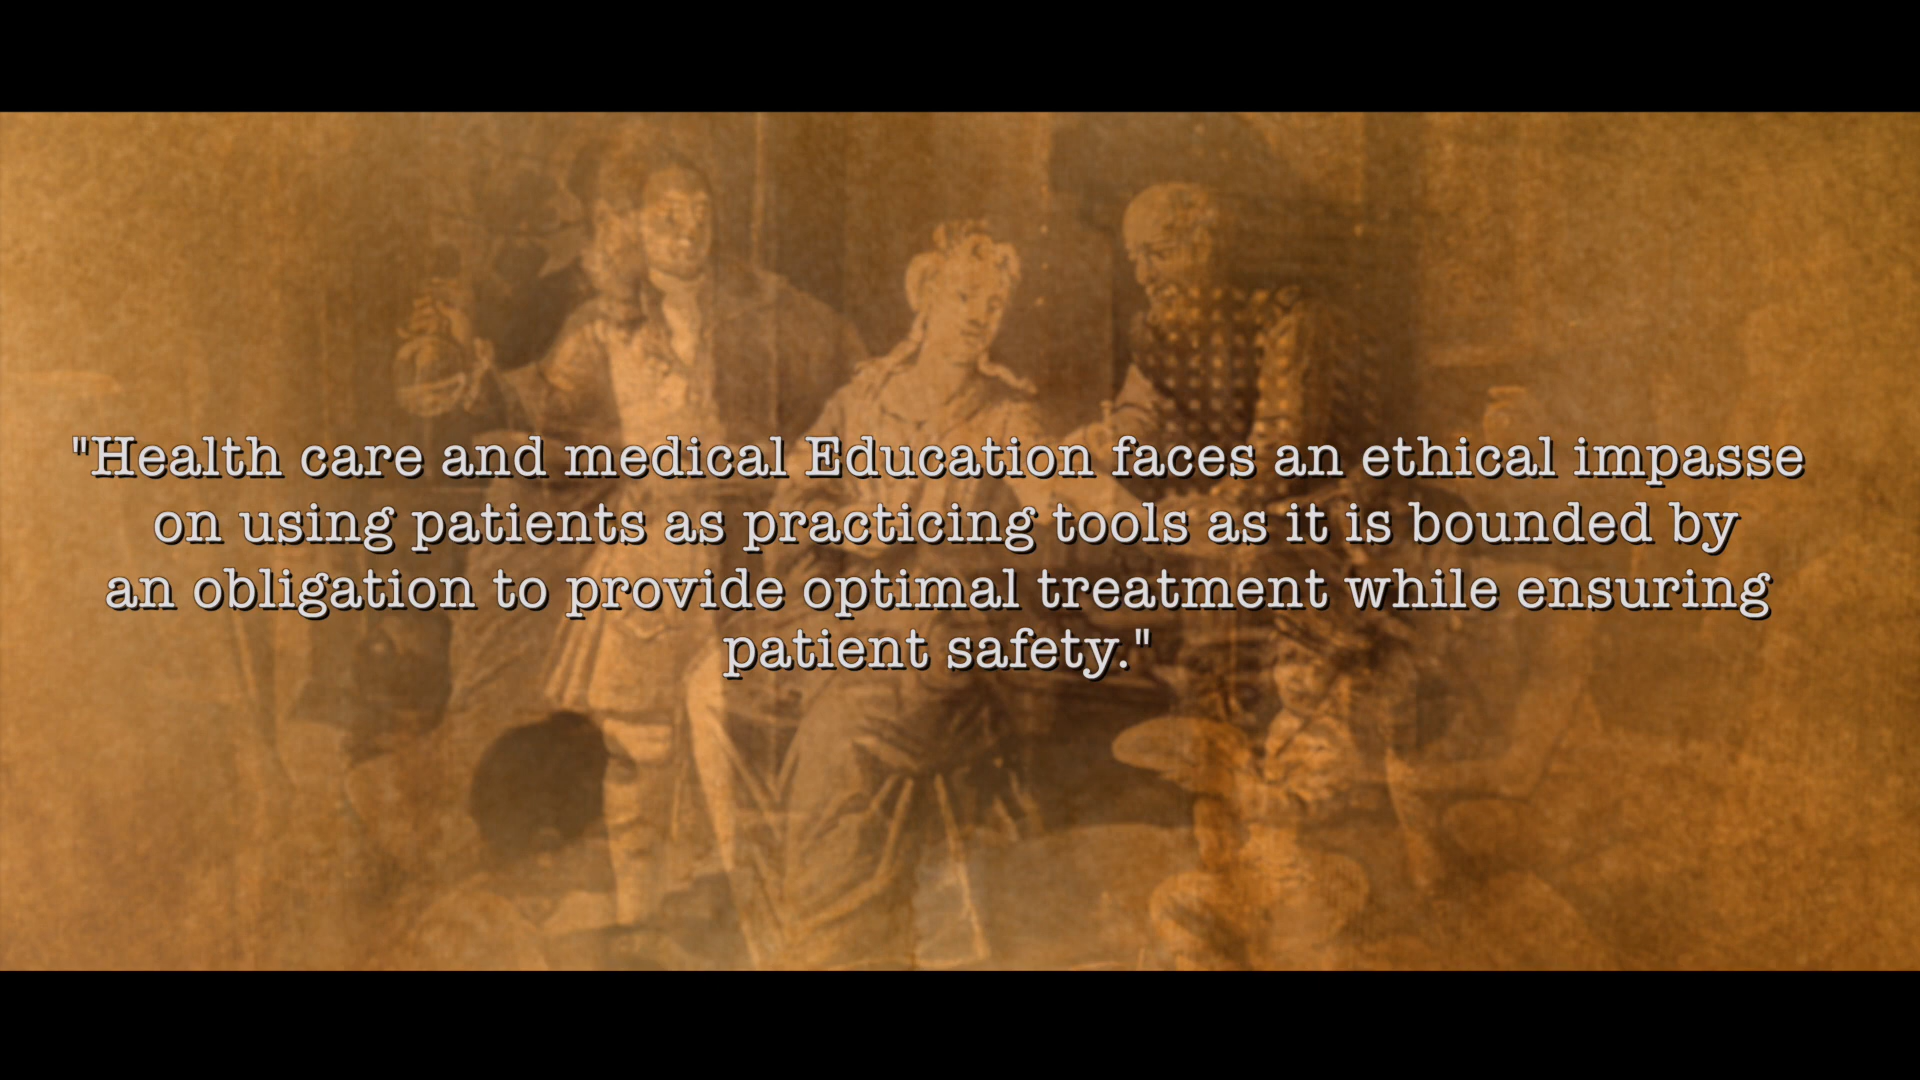 "Health care and medical Education faces an ethical impasse
on using patients as practicing tools as it is bounded by
an obligation to provide optimal treatment while ensuring
patient safety."